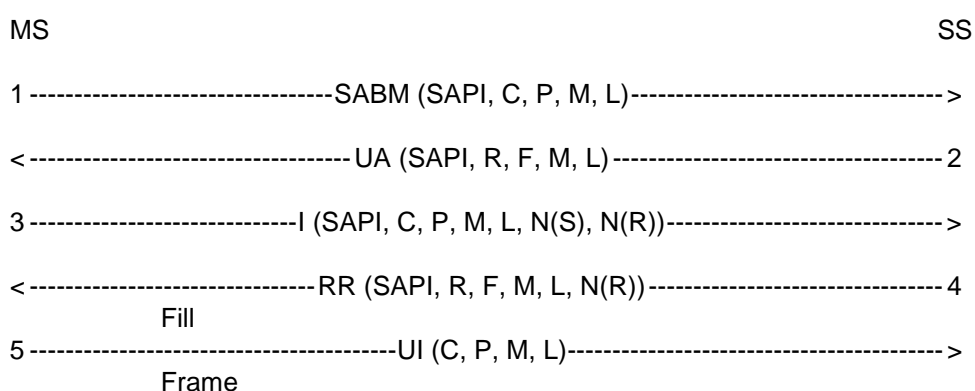 MS SS
1 ----------------------------------SABM (SAPI, C, P, M, L)----------------------------------- >
< ------------------------------------ UA (SAPI, R, F, M, L) ------------------------------------- 2
3 ------------------------------I (SAPI, C, P, M, L, N(S), N(R))------------------------------- >
< --------------------------------RR (SAPI, R, F, M, L, N(R)) --------------------------------- 4
Fill
5 -----------------------------------------UI (C, P, M, L)------------------------------------------ >
Frame